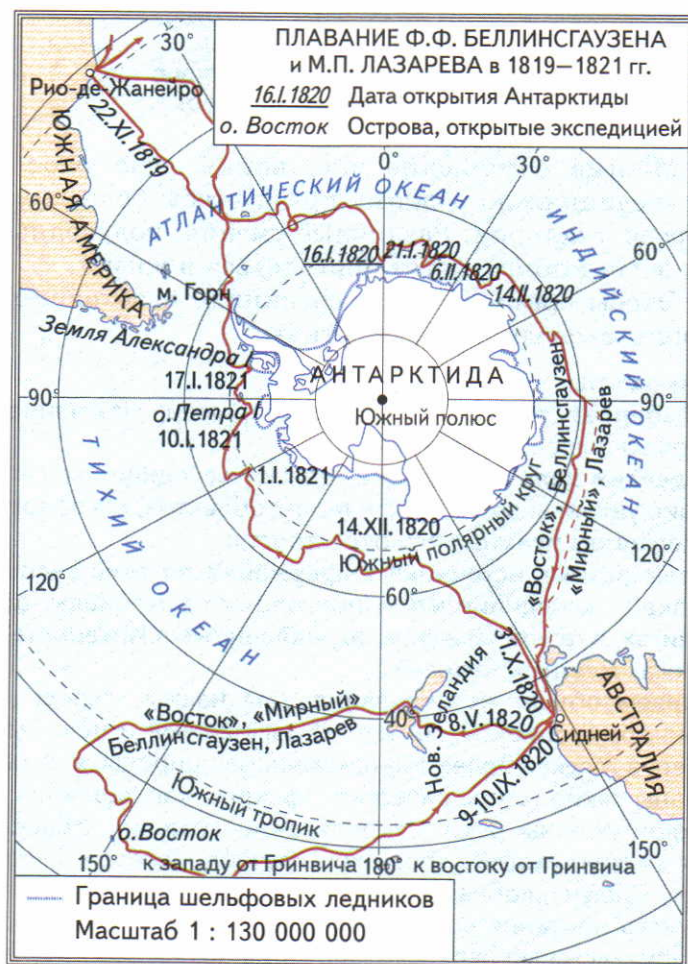 ПЛАВАНИЕ Ф.Ф. БЕЛЛИНСГАУЗЕНА
и М.П. ЛАЗАРЕВА в 1819—1821 гг.
16.I.1820 Дата открытия Антарктиды
о. Восток Острова, открытые экспедицией
30°
Рио-де-Жанейро
22.XI.1819
ЮЖНАЯ АМЕРИКА
60°
АТЛАНТИЧЕСКИЙ ОКЕАН
0°
30°
ИНДИЙСКИЙ ОКЕАН
60°
16.I.1820
21.I.1820
6.II.1820
14.II.1820
м. Горн
Земля Александра I
17.I.1821
АНТАРКТИДА
Южный полюс
90°
о.Петра I
10.I.1821
90°
ТИХИЙ ОКЕАН
1.I.1821
14.XII.1820
Южный полярный круг
«Восток», Беллинсгаузен
«Мирный» Лазарев
120°
60°
120°
31.X.1820
«Восток», «Мирный»
Беллинсгаузен, Лазарев
40°
Нов. Зеландия
8.V.1820
Сидней
АВСТРАЛИЯ
9-10.IX.1820
Южный тропик
о.Восток
150°
к западу от Гринвича
180°
к востоку от Гринвича
150°
Граница шельфовых ледников
Масштаб 1 : 130 000 000